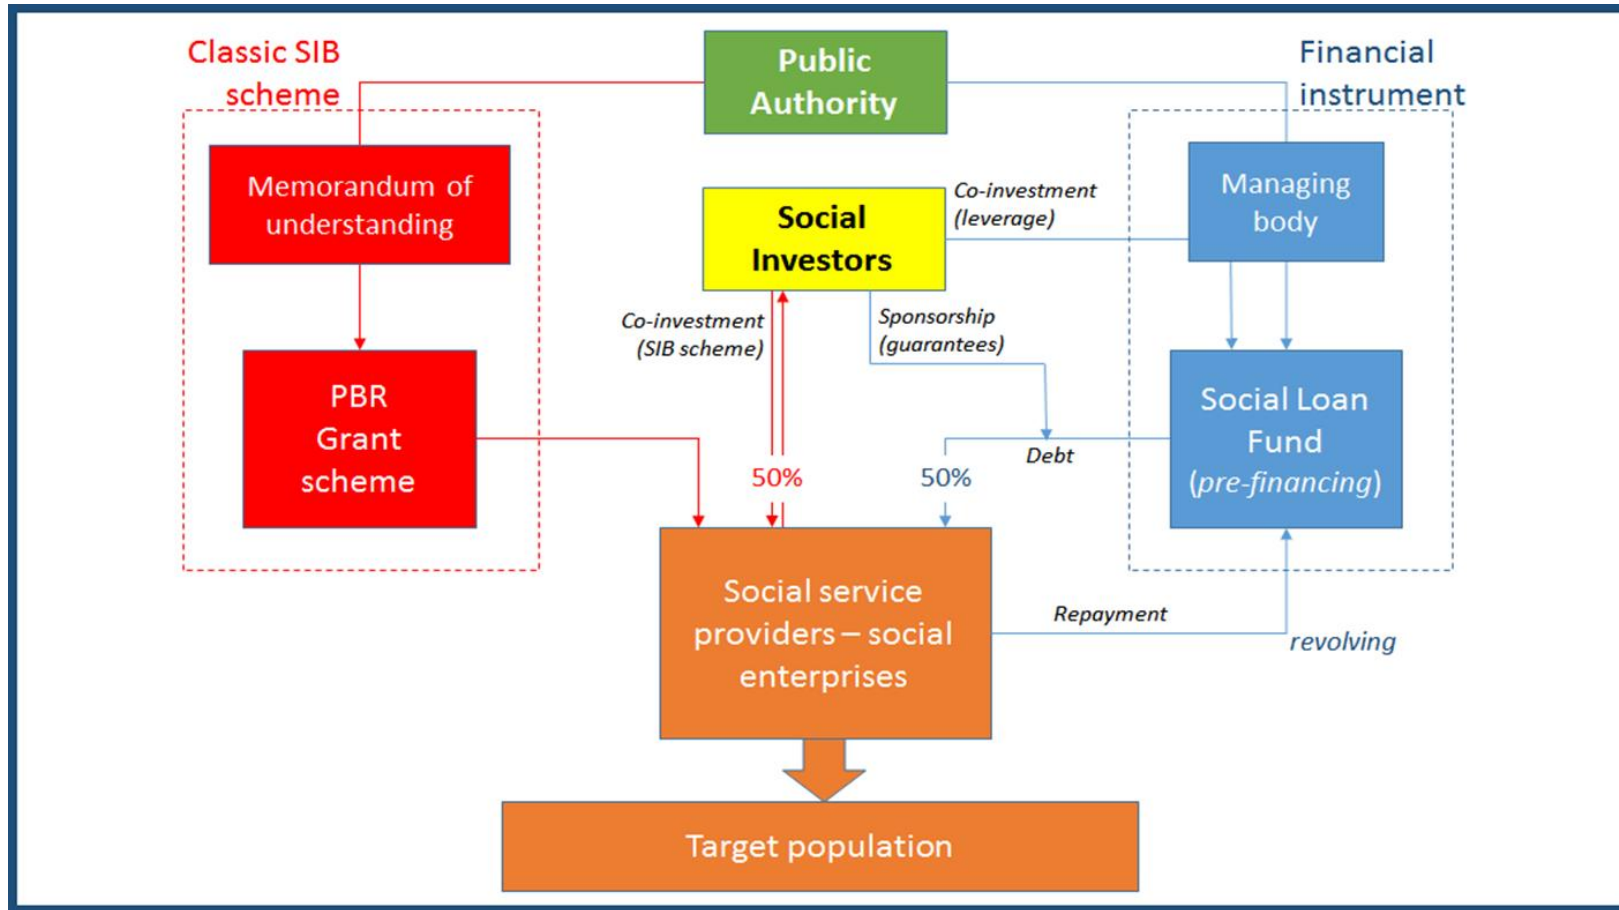 Classic SIB
scheme
Public
Authority
Financial
instrument
Memorandum of
understanding
Social
Investors
Co-investment
(leverage)
Managing
body
Co-investment
(SIB scheme)
Sponsorship
(guarantees)
PBR
Grant
scheme
Social Loan
Fund
(pre-financing)
Debt
50%
50%
Social service
providers – social
enterprises
Repayment
revolving
Target population